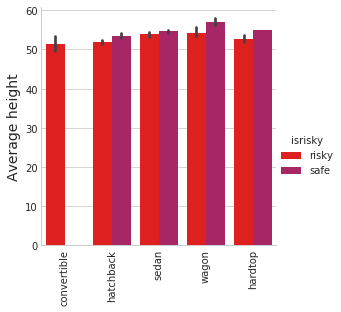 60
50
40
30
20
10
0
Average height
convertible
hatchback
sedan
wagon
hardtop
isrisky
risky
safe